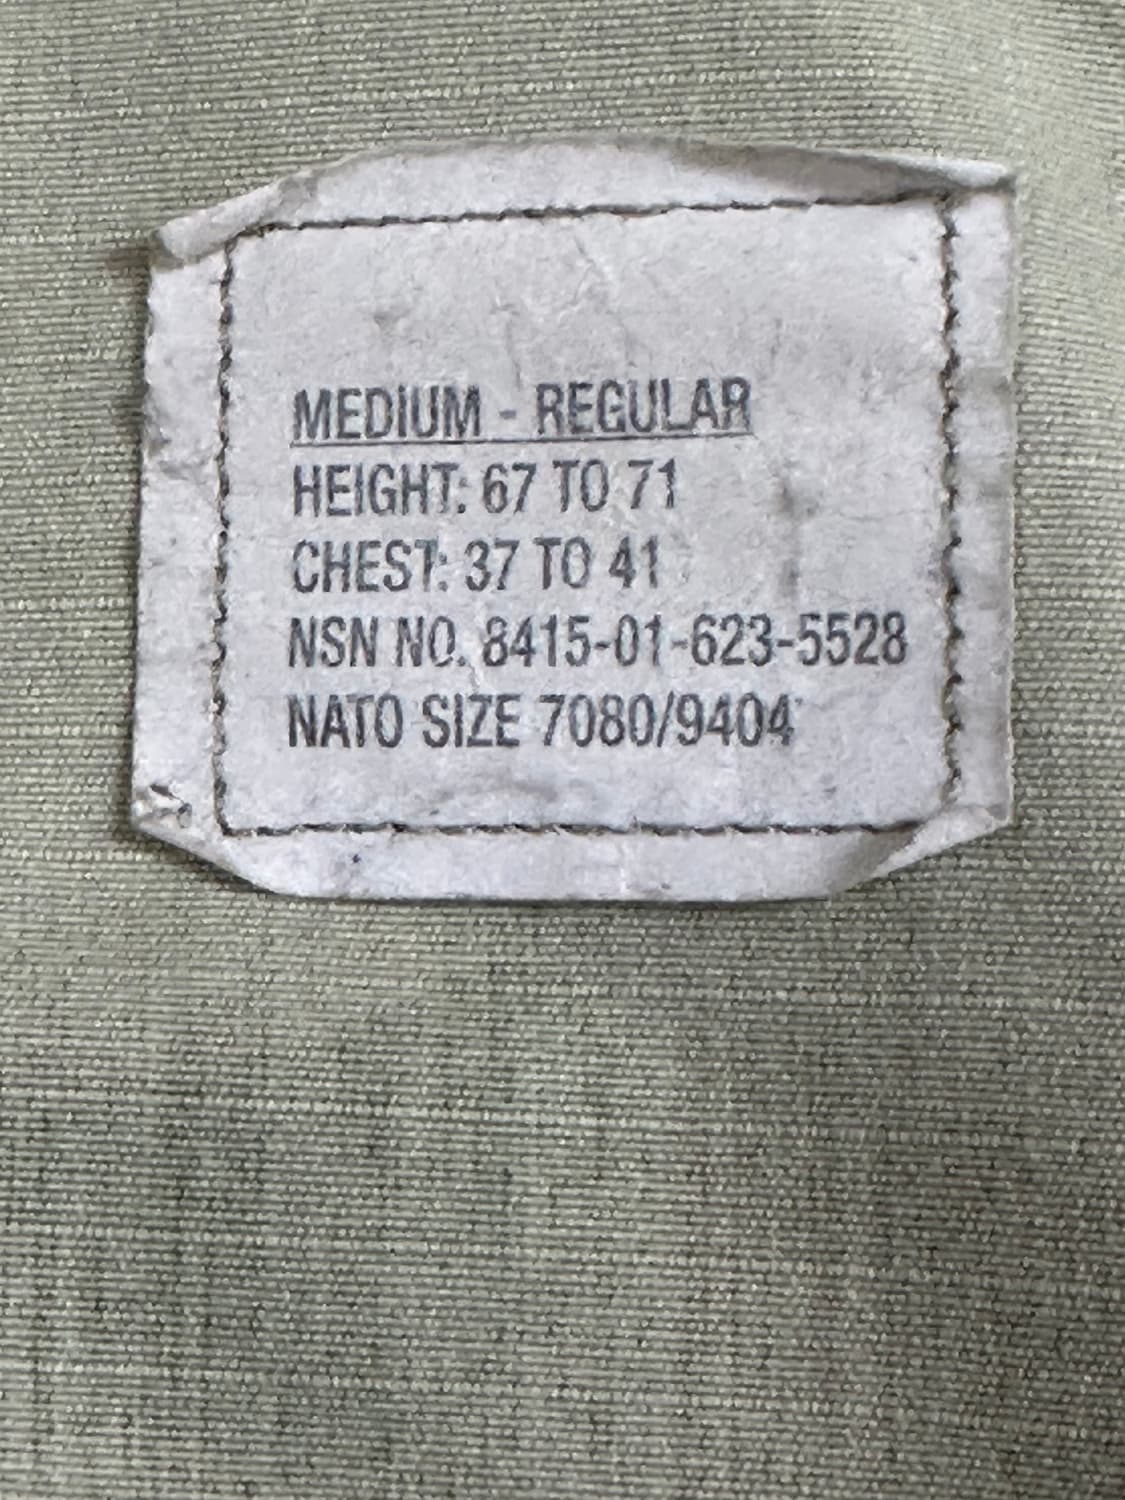 MEDIUM - REGULAR
HEIGHT: 67 TO 71
CHEST: 37 TO 41
NSN NO. 8415-01-623-5528
NATO SIZE 7080/9404